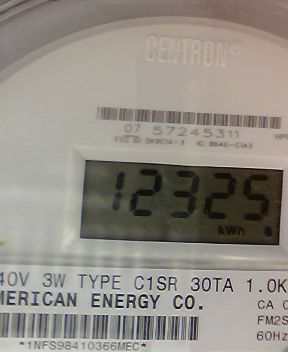 CENTRON®
07 57245311
12325
kWh
40V 3W TYPE C1SR 30TA 1.0K
MERICAN ENERGY CO.
CA
FM2S
60Hz
*1NFS98410366MEC*